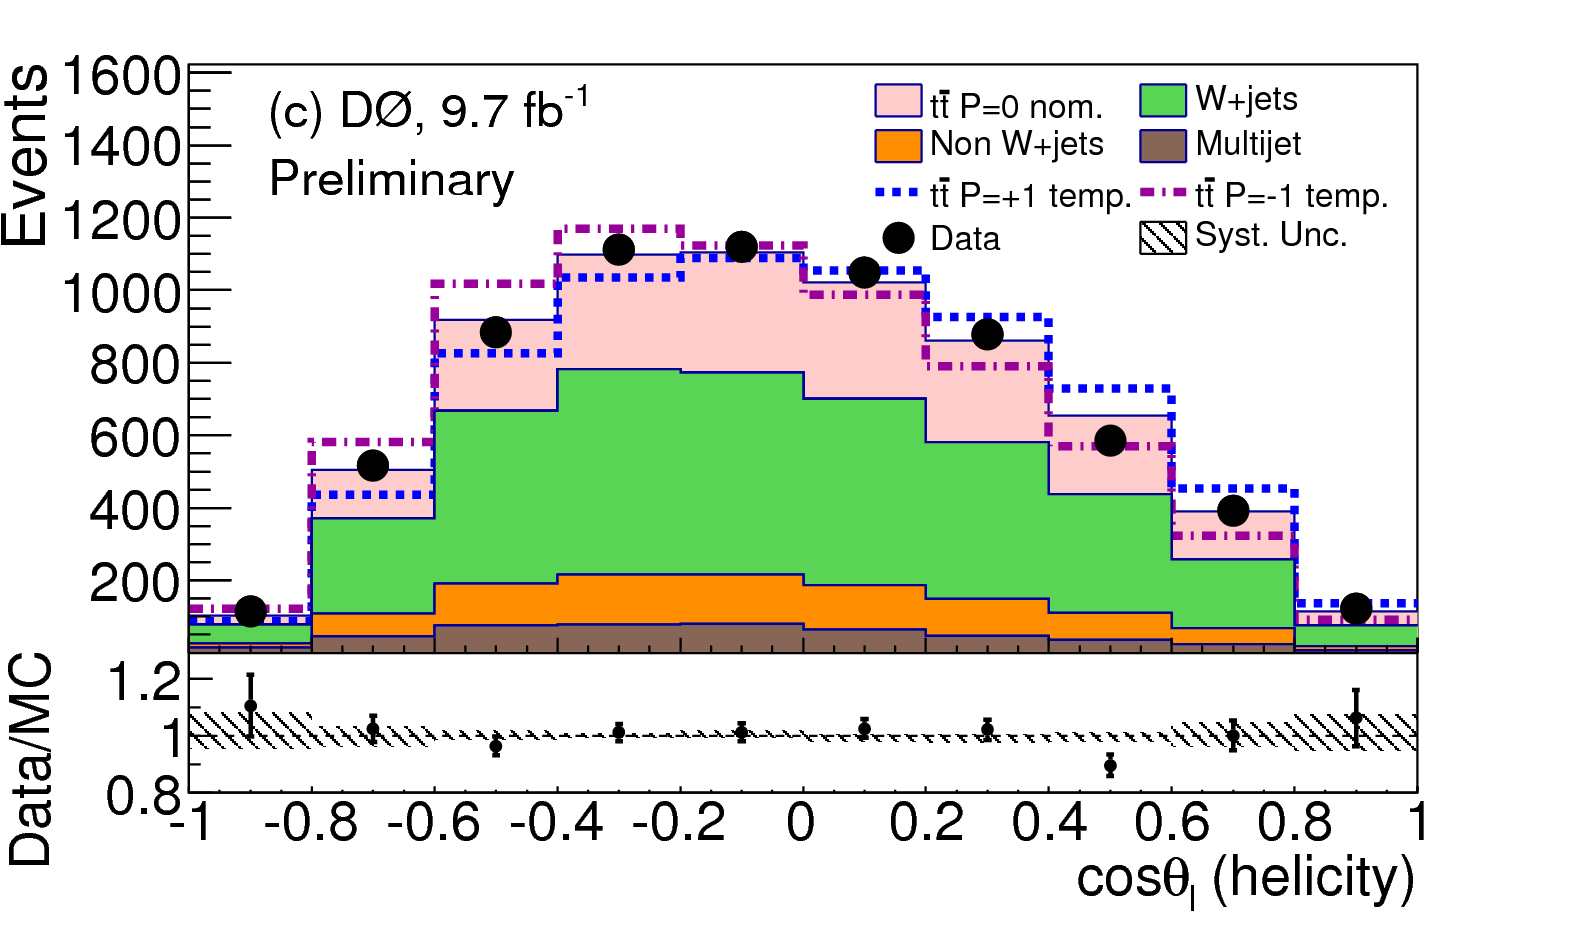 Events
1600
1400
1200
1000
800
600
400
200
(c) DØ, 9.7 fb⁻¹
Preliminary
tt̄ P=0 nom.
W+jets
Non W+jets
Multijet
tt̄ P=+1 temp.
tt̄ P=-1 temp.
Data
Syst. Unc.
Data/MC
1.2
1
0.8
-1 -0.8 -0.6 -0.4 -0.2 0 0.2 0.4 0.6 0.8 1
cosθₗ (helicity)